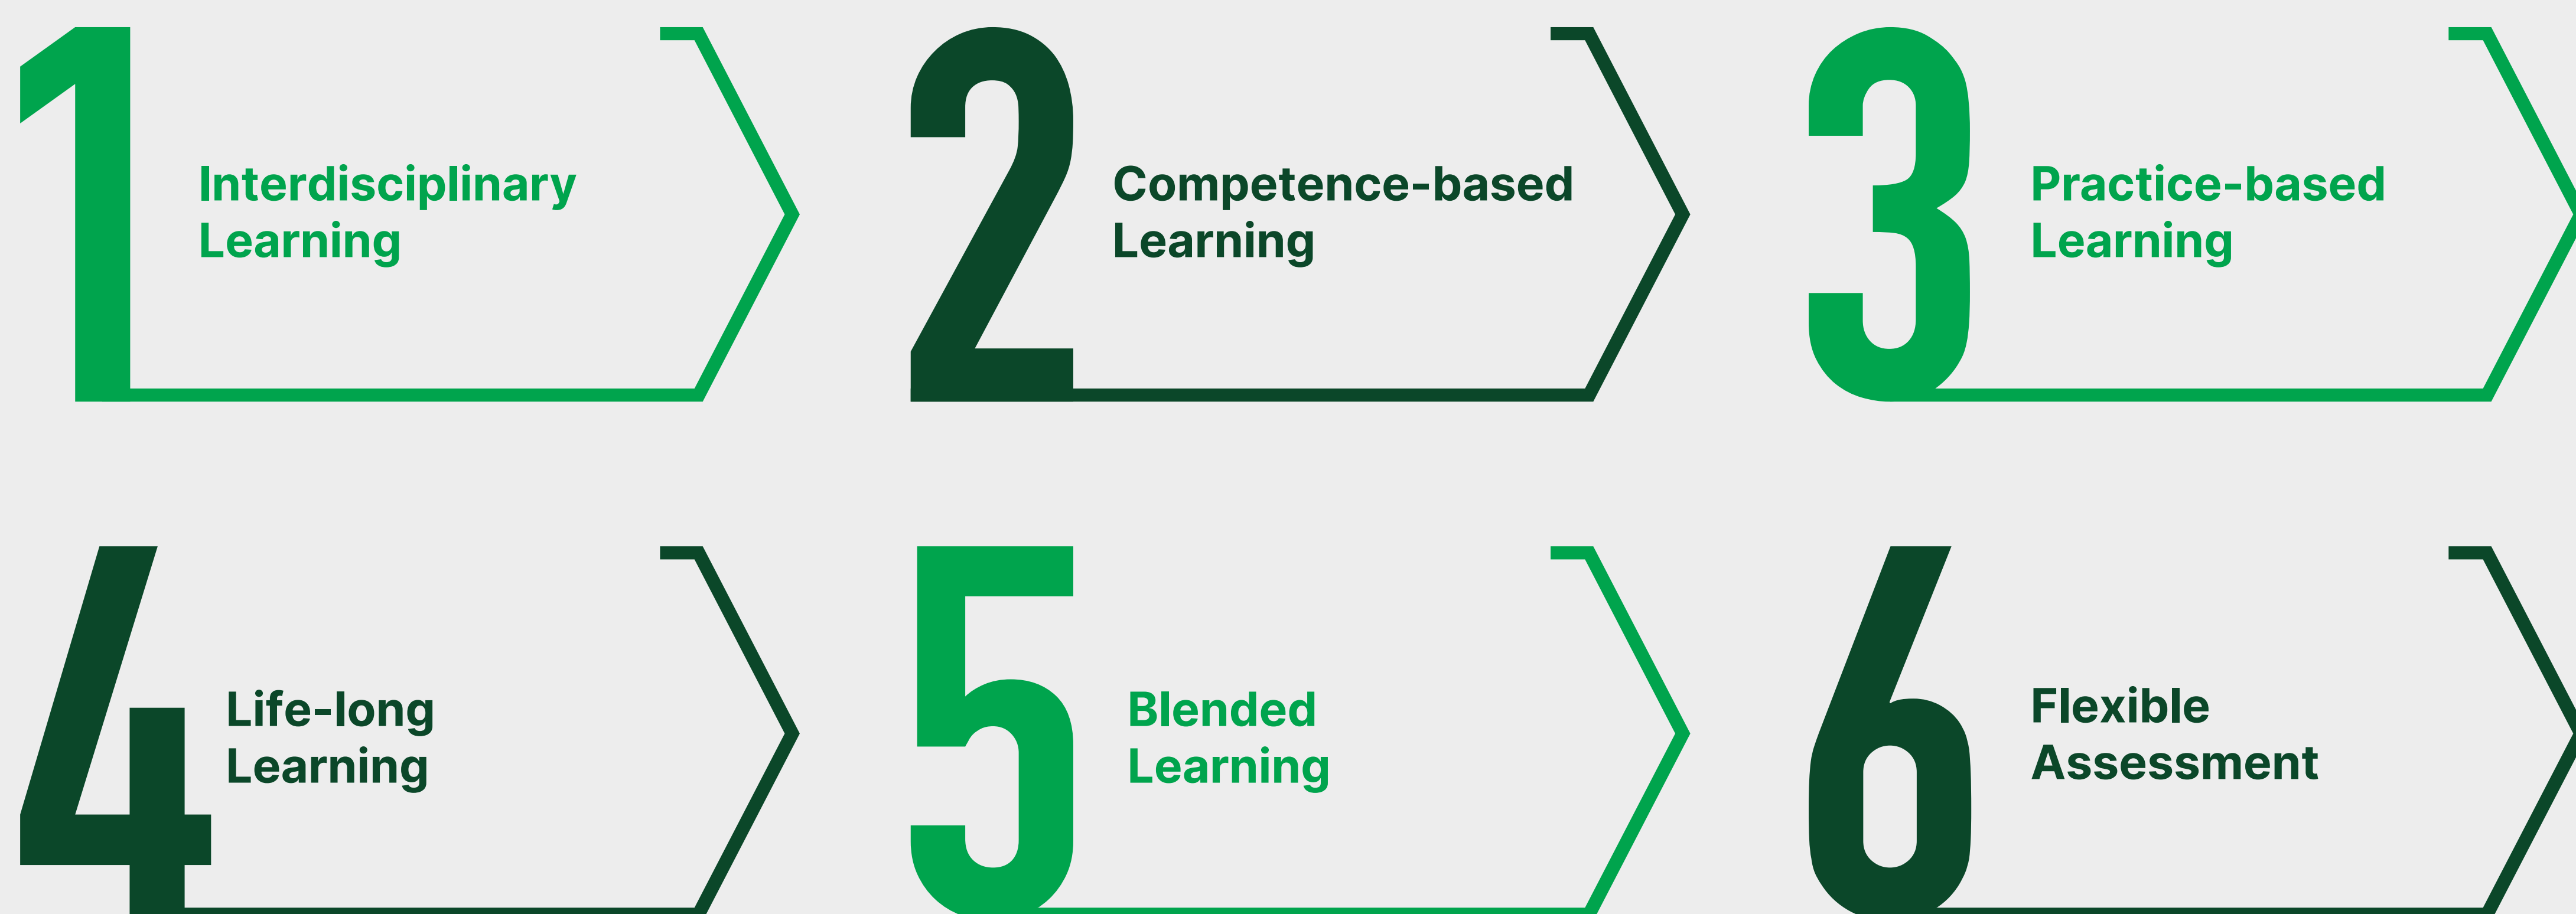 1
Interdisciplinary
Learning
2
Competence-based
Learning
3
Practice-based
Learning
4
Life-long
Learning
5
Blended
Learning
6
Flexible
Assessment